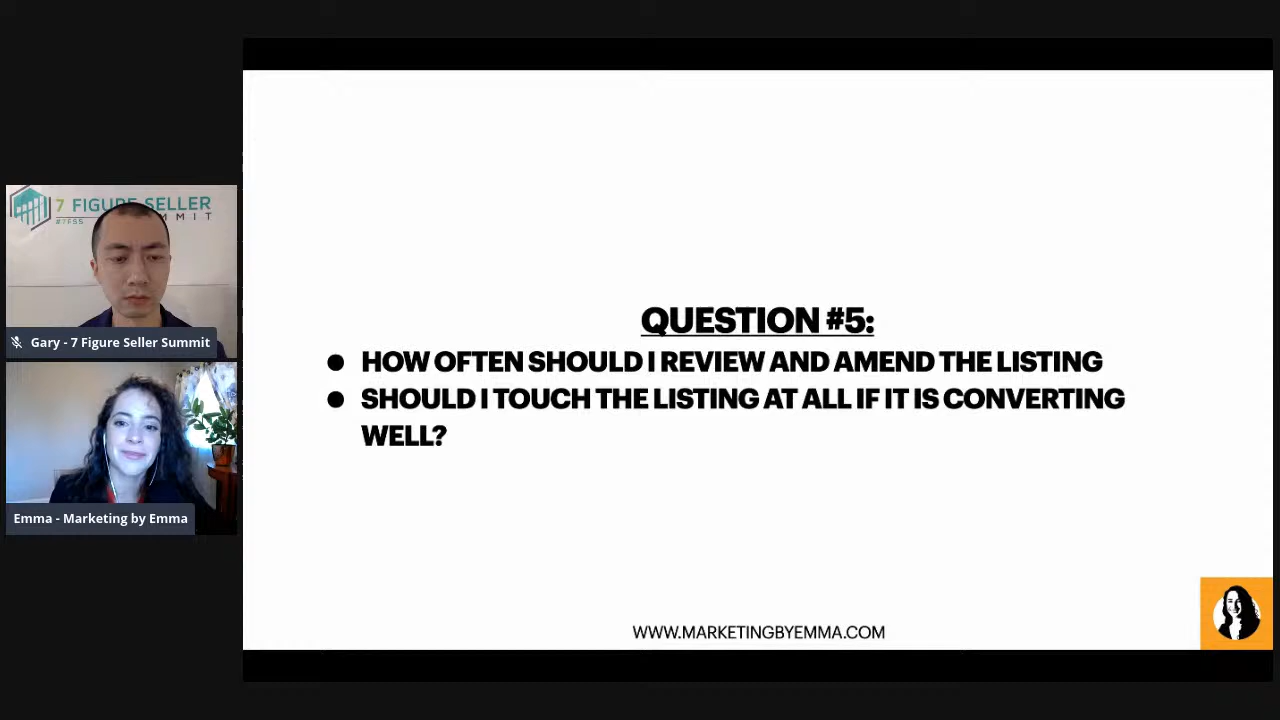 7 FIGURE SELLER
#7FSS SUMMIT
Gary - 7 Figure Seller Summit
Emma - Marketing by Emma
QUESTION #5:
● HOW OFTEN SHOULD I REVIEW AND AMEND THE LISTING
● SHOULD I TOUCH THE LISTING AT ALL IF IT IS CONVERTING
WELL?
WWW.MARKETINGBYEMMA.COM